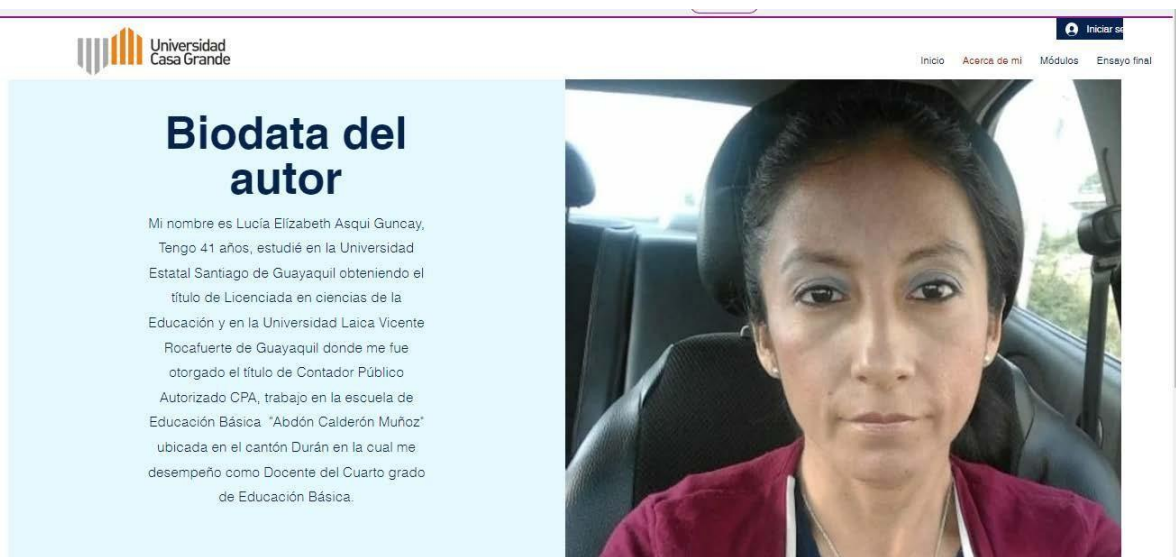 Iniciar se
Universidad
Casa Grande
Inicio Acerca de mi Módulos Ensayo final
Biodata del
autor
Mi nombre es Lucía Elízabeth Asqui Guncay,
Tengo 41 años, estudié en la Universidad
Estatal Santiago de Guayaquil obteniendo el
título de Licenciada en ciencias de la
Educación y en la Universidad Laica Vicente
Rocafuerte de Guayaquil donde me fue
otorgado el título de Contador Público
Autorizado CPA, trabajo en la escuela de
Educación Básica "Abdón Calderón Muñoz"
ubicada en el cantón Durán en la cual me
desempeño como Docente del Cuarto grado
de Educación Básica.